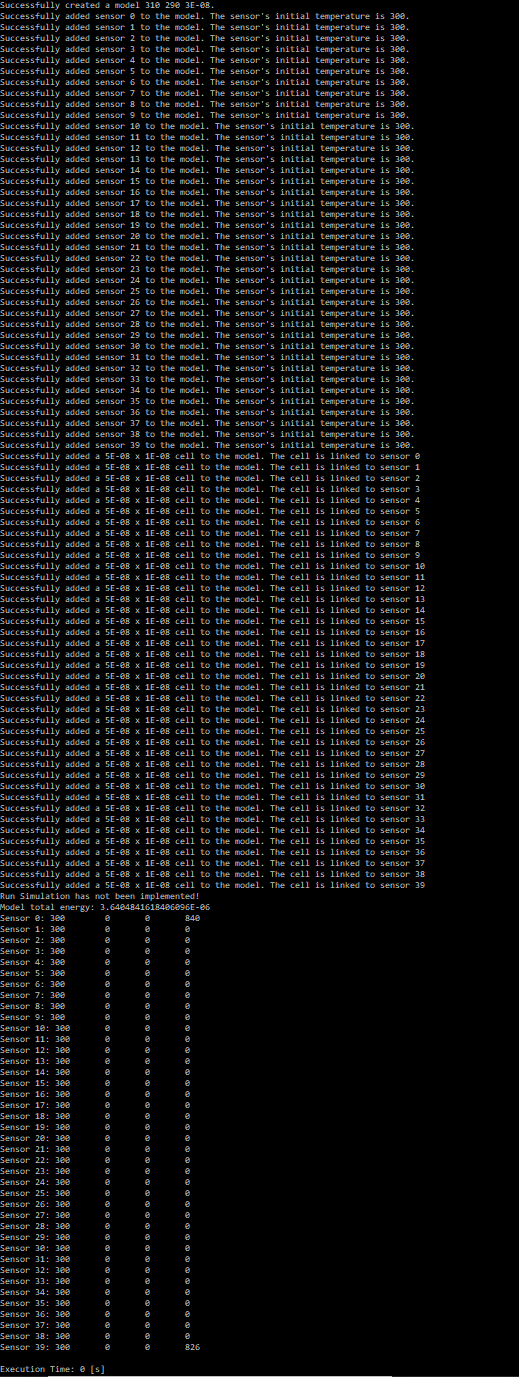 Successfully created a model 310 290 3E-08.
Successfully added sensor 0 to the model. The sensor's initial temperature is 300.
Successfully added sensor 1 to the model. The sensor's initial temperature is 300.
Successfully added sensor 2 to the model. The sensor's initial temperature is 300.
Successfully added sensor 3 to the model. The sensor's initial temperature is 300.
Successfully added sensor 4 to the model. The sensor's initial temperature is 300.
Successfully added sensor 5 to the model. The sensor's initial temperature is 300.
Successfully added sensor 6 to the model. The sensor's initial temperature is 300.
Successfully added sensor 7 to the model. The sensor's initial temperature is 300.
Successfully added sensor 8 to the model. The sensor's initial temperature is 300.
Successfully added sensor 9 to the model. The sensor's initial temperature is 300.
Successfully added sensor 10 to the model. The sensor's initial temperature is 300.
Successfully added sensor 11 to the model. The sensor's initial temperature is 300.
Successfully added sensor 12 to the model. The sensor's initial temperature is 300.
Successfully added sensor 13 to the model. The sensor's initial temperature is 300.
Successfully added sensor 14 to the model. The sensor's initial temperature is 300.
Successfully added sensor 15 to the model. The sensor's initial temperature is 300.
Successfully added sensor 16 to the model. The sensor's initial temperature is 300.
Successfully added sensor 17 to the model. The sensor's initial temperature is 300.
Successfully added sensor 18 to the model. The sensor's initial temperature is 300.
Successfully added sensor 19 to the model. The sensor's initial temperature is 300.
Successfully added sensor 20 to the model. The sensor's initial temperature is 300.
Successfully added sensor 21 to the model. The sensor's initial temperature is 300.
Successfully added sensor 22 to the model. The sensor's initial temperature is 300.
Successfully added sensor 23 to the model. The sensor's initial temperature is 300.
Successfully added sensor 24 to the model. The sensor's initial temperature is 300.
Successfully added sensor 25 to the model. The sensor's initial temperature is 300.
Successfully added sensor 26 to the model. The sensor's initial temperature is 300.
Successfully added sensor 27 to the model. The sensor's initial temperature is 300.
Successfully added sensor 28 to the model. The sensor's initial temperature is 300.
Successfully added sensor 29 to the model. The sensor's initial temperature is 300.
Successfully added sensor 30 to the model. The sensor's initial temperature is 300.
Successfully added sensor 31 to the model. The sensor's initial temperature is 300.
Successfully added sensor 32 to the model. The sensor's initial temperature is 300.
Successfully added sensor 33 to the model. The sensor's initial temperature is 300.
Successfully added sensor 34 to the model. The sensor's initial temperature is 300.
Successfully added sensor 35 to the model. The sensor's initial temperature is 300.
Successfully added sensor 36 to the model. The sensor's initial temperature is 300.
Successfully added sensor 37 to the model. The sensor's initial temperature is 300.
Successfully added sensor 38 to the model. The sensor's initial temperature is 300.
Successfully added sensor 39 to the model. The sensor's initial temperature is 300.
Successfully added a 5E-08 x 1E-08 cell to the model. The cell is linked to sensor 0
Successfully added a 5E-08 x 1E-08 cell to the model. The cell is linked to sensor 1
Successfully added a 5E-08 x 1E-08 cell to the model. The cell is linked to sensor 2
Successfully added a 5E-08 x 1E-08 cell to the model. The cell is linked to sensor 3
Successfully added a 5E-08 x 1E-08 cell to the model. The cell is linked to sensor 4
Successfully added a 5E-08 x 1E-08 cell to the model. The cell is linked to sensor 5
Successfully added a 5E-08 x 1E-08 cell to the model. The cell is linked to sensor 6
Successfully added a 5E-08 x 1E-08 cell to the model. The cell is linked to sensor 7
Successfully added a 5E-08 x 1E-08 cell to the model. The cell is linked to sensor 8
Successfully added a 5E-08 x 1E-08 cell to the model. The cell is linked to sensor 9
Successfully added a 5E-08 x 1E-08 cell to the model. The cell is linked to sensor 10
Successfully added a 5E-08 x 1E-08 cell to the model. The cell is linked to sensor 11
Successfully added a 5E-08 x 1E-08 cell to the model. The cell is linked to sensor 12
Successfully added a 5E-08 x 1E-08 cell to the model. The cell is linked to sensor 13
Successfully added a 5E-08 x 1E-08 cell to the model. The cell is linked to sensor 14
Successfully added a 5E-08 x 1E-08 cell to the model. The cell is linked to sensor 15
Successfully added a 5E-08 x 1E-08 cell to the model. The cell is linked to sensor 16
Successfully added a 5E-08 x 1E-08 cell to the model. The cell is linked to sensor 17
Successfully added a 5E-08 x 1E-08 cell to the model. The cell is linked to sensor 18
Successfully added a 5E-08 x 1E-08 cell to the model. The cell is linked to sensor 19
Successfully added a 5E-08 x 1E-08 cell to the model. The cell is linked to sensor 20
Successfully added a 5E-08 x 1E-08 cell to the model. The cell is linked to sensor 21
Successfully added a 5E-08 x 1E-08 cell to the model. The cell is linked to sensor 22
Successfully added a 5E-08 x 1E-08 cell to the model. The cell is linked to sensor 23
Successfully added a 5E-08 x 1E-08 cell to the model. The cell is linked to sensor 24
Successfully added a 5E-08 x 1E-08 cell to the model. The cell is linked to sensor 25
Successfully added a 5E-08 x 1E-08 cell to the model. The cell is linked to sensor 26
Successfully added a 5E-08 x 1E-08 cell to the model. The cell is linked to sensor 27
Successfully added a 5E-08 x 1E-08 cell to the model. The cell is linked to sensor 28
Successfully added a 5E-08 x 1E-08 cell to the model. The cell is linked to sensor 29
Successfully added a 5E-08 x 1E-08 cell to the model. The cell is linked to sensor 30
Successfully added a 5E-08 x 1E-08 cell to the model. The cell is linked to sensor 31
Successfully added a 5E-08 x 1E-08 cell to the model. The cell is linked to sensor 32
Successfully added a 5E-08 x 1E-08 cell to the model. The cell is linked to sensor 33
Successfully added a 5E-08 x 1E-08 cell to the model. The cell is linked to sensor 34
Successfully added a 5E-08 x 1E-08 cell to the model. The cell is linked to sensor 35
Successfully added a 5E-08 x 1E-08 cell to the model. The cell is linked to sensor 36
Successfully added a 5E-08 x 1E-08 cell to the model. The cell is linked to sensor 37
Successfully added a 5E-08 x 1E-08 cell to the model. The cell is linked to sensor 38
Successfully added a 5E-08 x 1E-08 cell to the model. The cell is linked to sensor 39
Run Simulation has not been implemented!
Model total energy: 3.6404841618406096E-06
Sensor 0: 300 0 0 840
Sensor 1: 300 0 0 0
Sensor 2: 300 0 0 0
Sensor 3: 300 0 0 0
Sensor 4: 300 0 0 0
Sensor 5: 300 0 0 0
Sensor 6: 300 0 0 0
Sensor 7: 300 0 0 0
Sensor 8: 300 0 0 0
Sensor 9: 300 0 0 0
Sensor 10: 300 0 0 0
Sensor 11: 300 0 0 0
Sensor 12: 300 0 0 0
Sensor 13: 300 0 0 0
Sensor 14: 300 0 0 0
Sensor 15: 300 0 0 0
Sensor 16: 300 0 0 0
Sensor 17: 300 0 0 0
Sensor 18: 300 0 0 0
Sensor 19: 300 0 0 0
Sensor 20: 300 0 0 0
Sensor 21: 300 0 0 0
Sensor 22: 300 0 0 0
Sensor 23: 300 0 0 0
Sensor 24: 300 0 0 0
Sensor 25: 300 0 0 0
Sensor 26: 300 0 0 0
Sensor 27: 300 0 0 0
Sensor 28: 300 0 0 0
Sensor 29: 300 0 0 0
Sensor 30: 300 0 0 0
Sensor 31: 300 0 0 0
Sensor 32: 300 0 0 0
Sensor 33: 300 0 0 0
Sensor 34: 300 0 0 0
Sensor 35: 300 0 0 0
Sensor 36: 300 0 0 0
Sensor 37: 300 0 0 0
Sensor 38: 300 0 0 0
Sensor 39: 300 0 0 826
Execution Time: 0 [s]